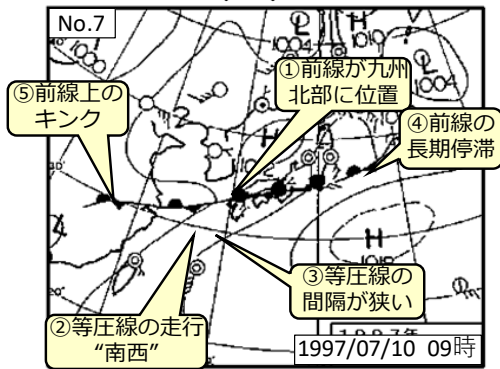 No.7
L
1004
H
1010
1000
L
1004
①前線が九州
北部に位置
⑤前線上の
キンク
④前線の
長期停滞
H
H
③等圧線の
間隔が狭い
②等圧線の走行
“南西”
1997/07/10 09時